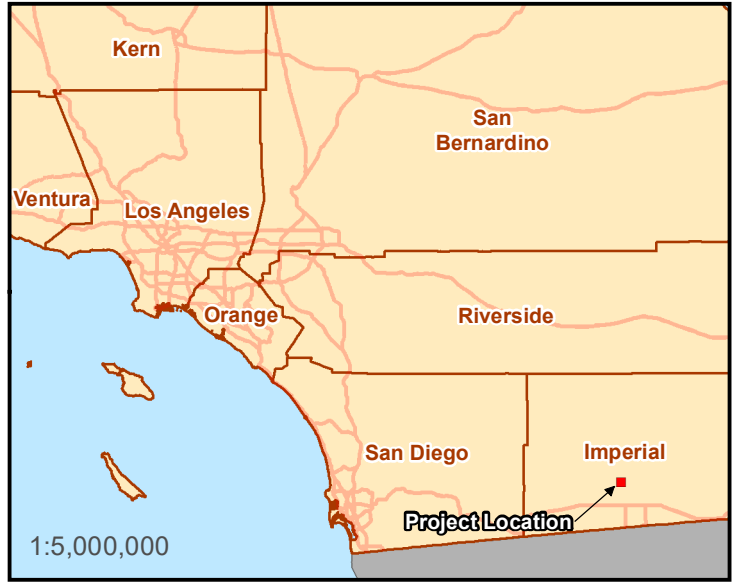 Kern
San
Bernardino
Ventura
Los Angeles
Orange
Riverside
San Diego
Imperial
Project Location
1:5,000,000